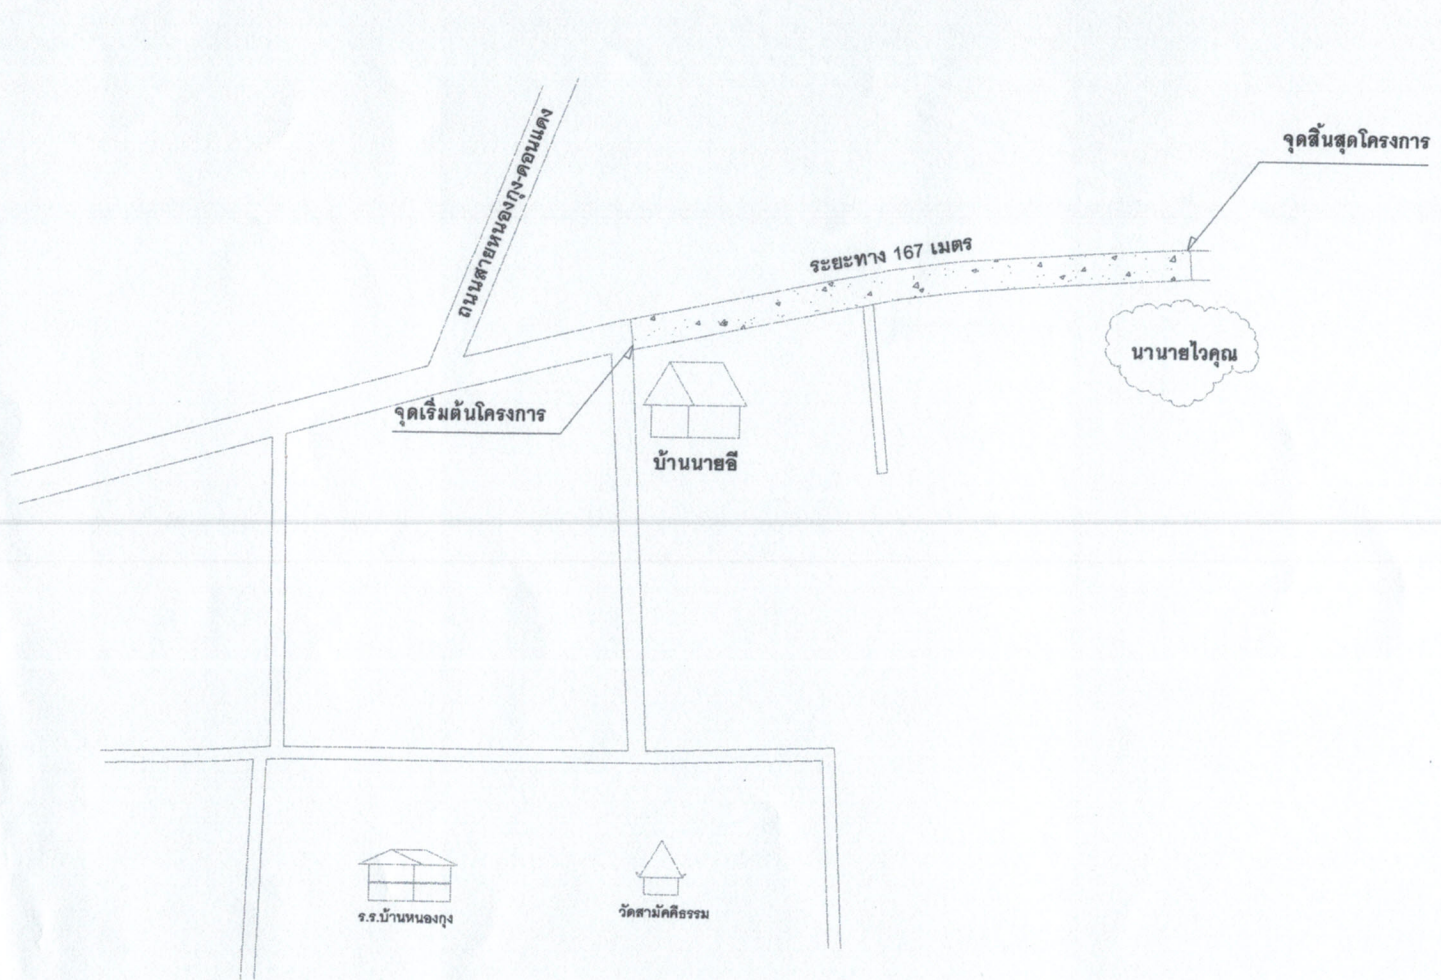 จุดสิ้นสุดโครงการ
ถนนสายหนองกุง-ดอนแดง
ระยะทาง 167 เมตร
นานายไวคุณ
จุดเริ่มต้นโครงการ
บ้านนายอี
ร.ร.บ้านหนองกุง
วัดสามัคคีธรรม